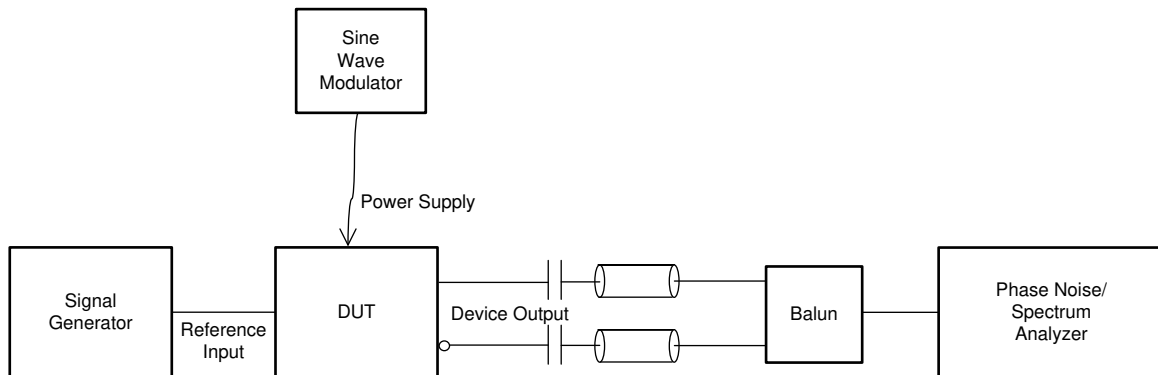 Sine
Wave
Modulator
Power Supply
Signal
Generator
Reference
Input
DUT
Device Output
Balun
Phase Noise/
Spectrum
Analyzer